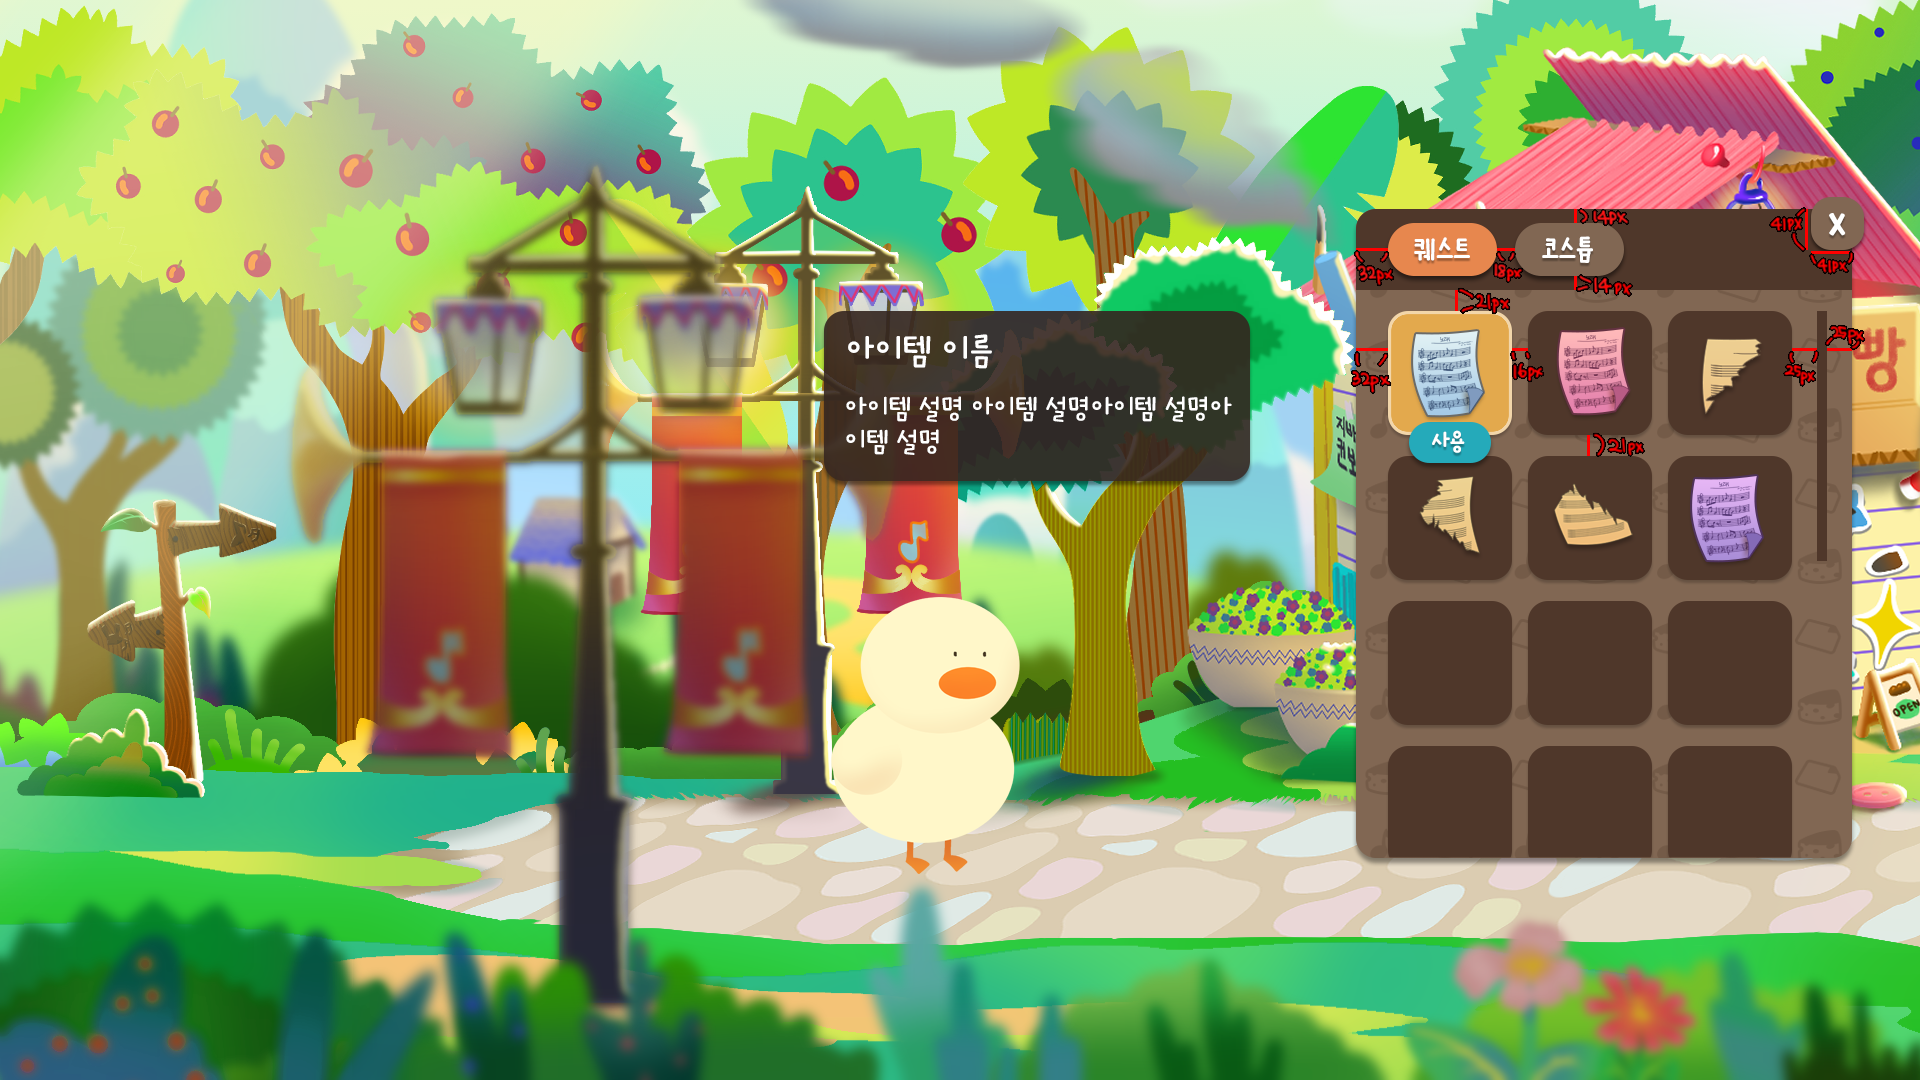 아이템 이름
아이템 설명 아이템 설명아이템 설명아
이템 설명
퀘스트
코스튬
X
14px
41px
41px
32px
18px
14px
21px
25px
32px
16px
25px
사용
21px
빵
OPEN